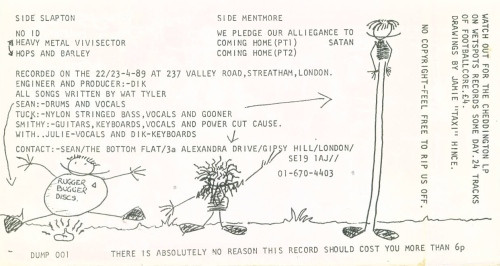 SIDE SLAPTON
NO ID
HEAVY METAL VIVISECTOR
HOPS AND BARLEY
SIDE MENTMORE
WE PLEDGE OUR ALLIEGANCE TO SATAN
COMING HOME(PT1)
COMING HOME(PT2)
RECORDED ON THE 22/23-4-89 AT 237 VALLEY ROAD,STREATHAM,LONDON.
ENGINEER AND PRODUCER:-DIK
ALL SONGS WRITTEN BY WAT TYLER
SEAN:-DRUMS AND VOCALS
TUCK:-NYLON STRINGED BASS,VOCALS AND GOONER
SMITHY:-GUITARS,KEYBOARDS,VOCALS AND POWER CUT CAUSE.
WITH..JULIE-VOCALS AND DIK-KEYBOARDS
CONTACT:-SEAN/THE BOTTOM FLAT/3a ALEXANDRA DRIVE/GIPSY HILL/LONDON/
SE19 1AJ//
01-670-4403
RUGGER
BUGGER
DISCS.
DUMP 001
THERE IS ABSOLUTELY NO REASON THIS RECORD SHOULD COST YOU MORE THAN 6p
WATCH OUT FOR THE CHEDDINGTON LP
ON WETSPOTS RECORDS SOME DAY.24 TRACKS
OF FOOTBALLCORE.£4.
DRAWINGS BY JAMIE "TAXI" HINCE.
NO COPYRIGHT-FEEL FREE TO RIP US OFF.